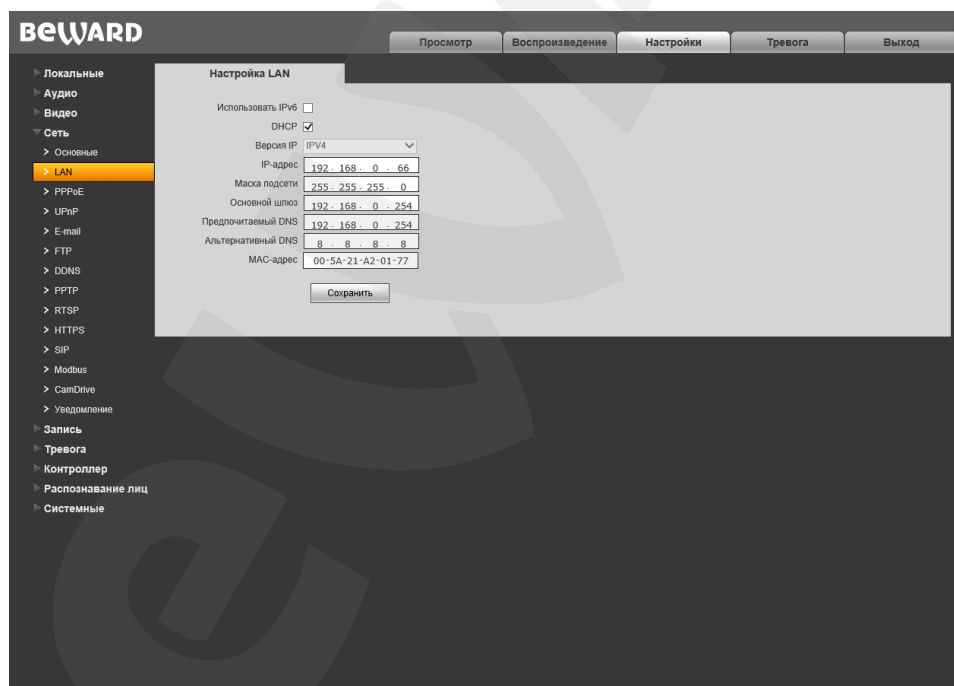 BEWARD
Просмотр Воспроизведение Настройки Тревога Выход
Локальные
Аудио
Видео
Сеть
> Основные
> LAN
> PPPoE
> UPnP
> E-mail
> FTP
> DDNS
> PPTP
> RTSP
> HTTPS
> SIP
> Modbus
> CamDrive
> Уведомление
Запись
Тревога
Контроллер
Распознавание лиц
Системные
Настройка LAN
Использовать IPv6
DHCP
Версия IP IPV4
IP-адрес 192 . 168 . 0 . 66
Маска подсети 255 . 255 . 255 . 0
Основной шлюз 192 . 168 . 0 . 254
Предпочитаемый DNS 192 . 168 . 0 . 254
Альтернативный DNS 8 . 8 . 8 . 8
MAC-адрес 00-5A-21-A2-01-77
Сохранить